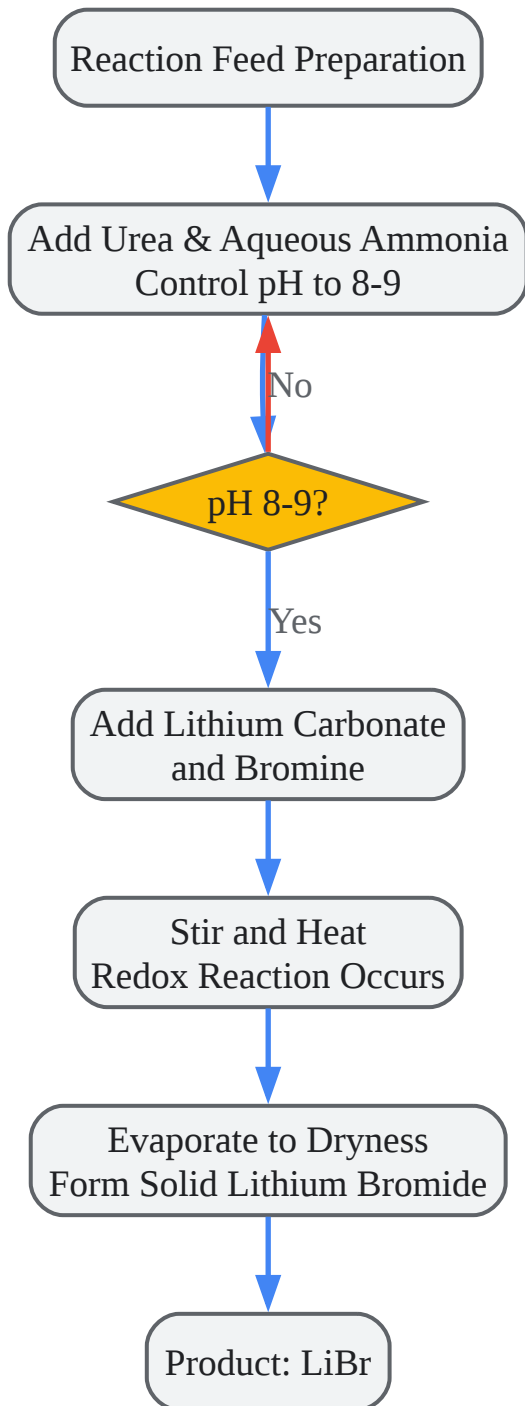 Reaction Feed Preparation
Add Urea & Aqueous Ammonia
Control pH to 8-9
No
pH 8-9?
Yes
Add Lithium Carbonate
and Bromine
Stir and Heat
Redox Reaction Occurs
Evaporate to Dryness
Form Solid Lithium Bromide
Product: LiBr